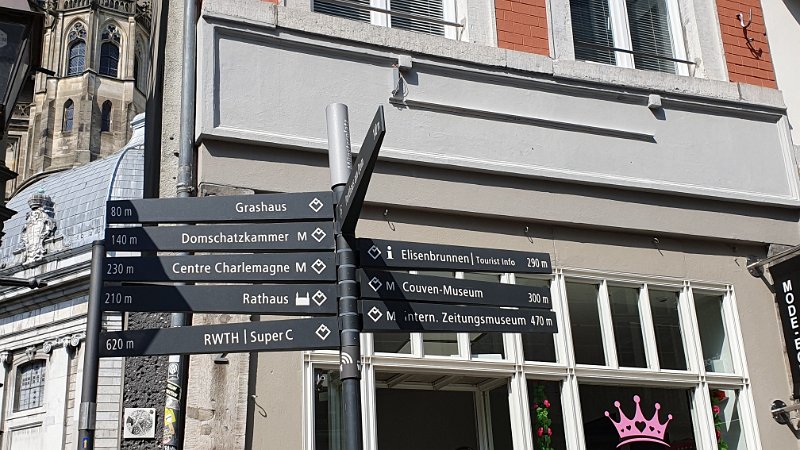 80 m Grashaus
140 m Domschatzkammer M
230 m Centre Charlemagne M
210 m Rathaus
620 m RWTH | Super C
i Elisenbrunnen | Tourist Info 290 m
M Couven-Museum 300 m
M Intern. Zeitungsmuseum 470 m